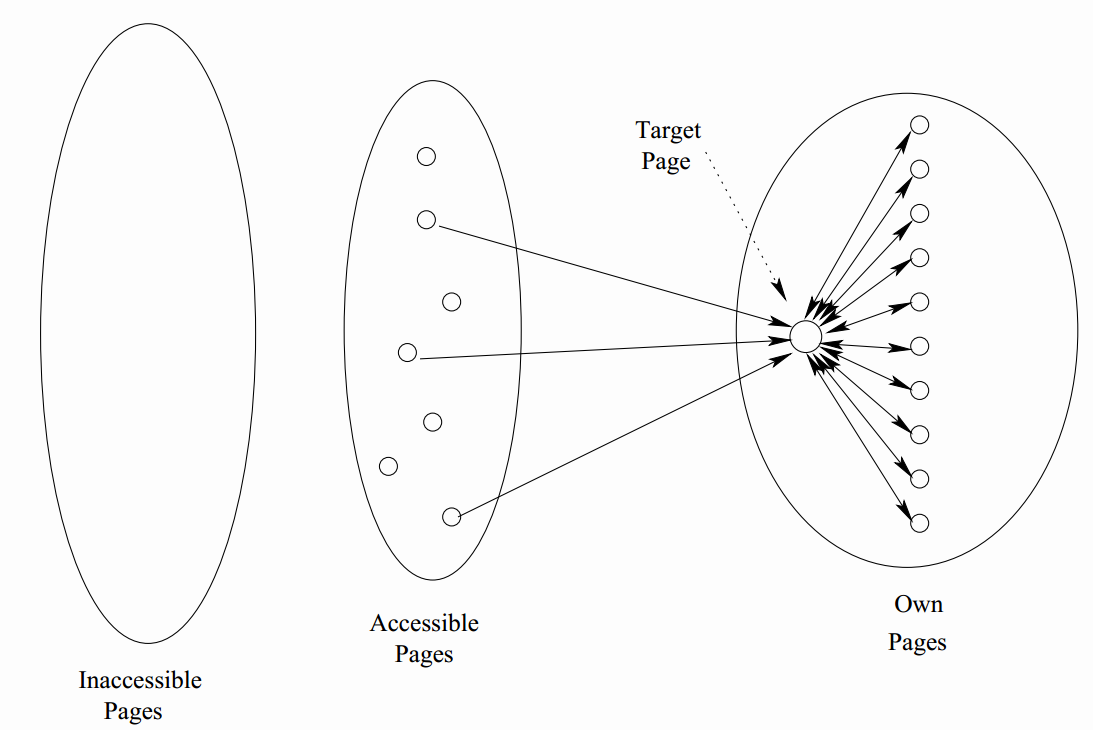 Target
Page
Own
Pages
Accessible
Pages
Inaccessible
Pages